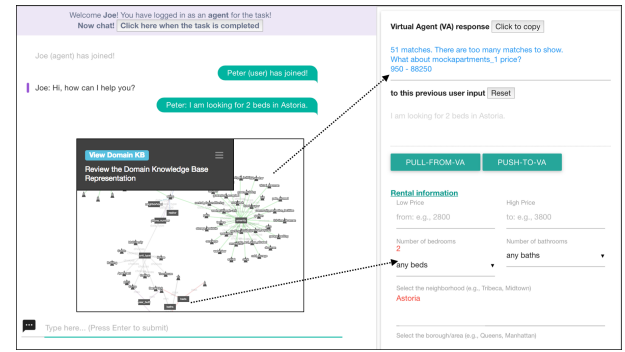 Welcome Joe! You have logged in as an agent for the task!
Now chat! Click here when the task is completed
Joe (agent) has joined!
Peter (user) has joined!
Joe: Hi, how can I help you?
Peter: I am looking for 2 beds in Astoria.
View Domain KB
Review the Domain Knowledge Base
Representation
Type here... (Press Enter to submit)
Virtual Agent (VA) response Click to copy
51 matches. There are too many matches to show.
What about mockapartments_1 price?
950 - 88250
to this previous user input Reset
I am looking for 2 beds in Astoria.
PULL-FROM-VA PUSH-TO-VA
Rental information
Low Price High Price
from: e.g., 2800 to: e.g., 3800
Number of bedrooms Number of bathrooms
2
any beds any baths
Select the neighborhood (e.g., Tribeca, Midtown)
Astoria
Select the borough/area (e.g., Queens, Manhattan)